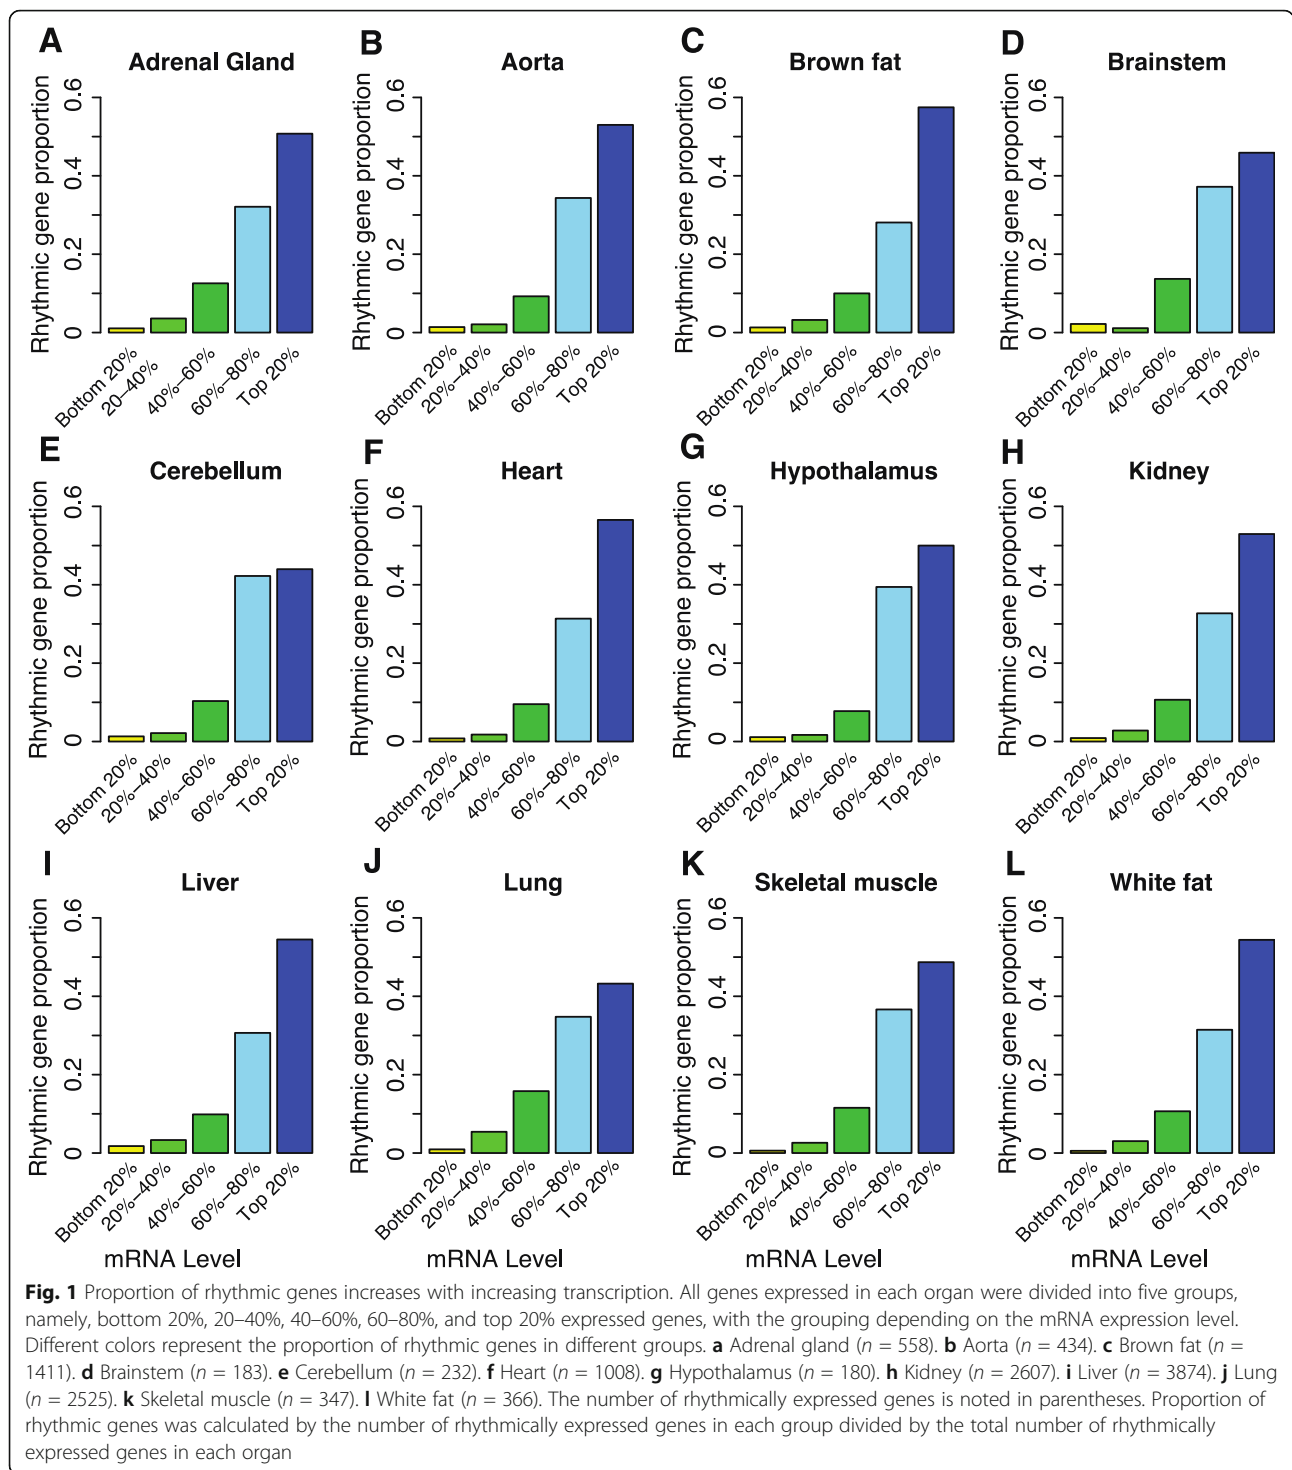 A
Adrenal Gland
Rhythmic gene proportion
0
0.2
0.4
0.6
Bottom 20%
20–40%
40%–60%
60%–80%
Top 20%
B
Aorta
Rhythmic gene proportion
0
0.2
0.4
0.6
Bottom 20%
20%–40%
40%–60%
60%–80%
Top 20%
C
Brown fat
Rhythmic gene proportion
0
0.2
0.4
0.6
Bottom 20%
20%–40%
40%–60%
60%–80%
Top 20%
D
Brainstem
Rhythmic gene proportion
0
0.2
0.4
0.6
Bottom 20%
20%–40%
40%–60%
60%–80%
Top 20%
E
Cerebellum
Rhythmic gene proportion
0
0.2
0.4
0.6
Bottom 20%
20%–40%
40%–60%
60%–80%
Top 20%
F
Heart
Rhythmic gene proportion
0
0.2
0.4
0.6
Bottom 20%
20%–40%
40%–60%
60%–80%
Top 20%
G
Hypothalamus
Rhythmic gene proportion
0
0.2
0.4
0.6
Bottom 20%
20%–40%
40%–60%
60%–80%
Top 20%
H
Kidney
Rhythmic gene proportion
0
0.2
0.4
0.6
Bottom 20%
20%–40%
40%–60%
60%–80%
Top 20%
I
Liver
Rhythmic gene proportion
0
0.2
0.4
0.6
Bottom 20%
20%–40%
40%–60%
60%–80%
Top 20%
mRNA Level
J
Lung
Rhythmic gene proportion
0
0.2
0.4
0.6
Bottom 20%
20%–40%
40%–60%
60%–80%
Top 20%
mRNA Level
K
Skeletal muscle
Rhythmic gene proportion
0
0.2
0.4
0.6
Bottom 20%
20%–40%
40%–60%
60%–80%
Top 20%
mRNA Level
L
White fat
Rhythmic gene proportion
0
0.2
0.4
0.6
Bottom 20%
20%–40%
40%–60%
60%–80%
Top 20%
mRNA Level
Fig. 1 Proportion of rhythmic genes increases with increasing transcription. All genes expressed in each organ were divided into five groups,
namely, bottom 20%, 20–40%, 40–60%, 60–80%, and top 20% expressed genes, with the grouping depending on the mRNA expression level.
Different colors represent the proportion of rhythmic genes in different groups. a Adrenal gland (n = 558). b Aorta (n = 434). c Brown fat (n =
1411). d Brainstem (n = 183). e Cerebellum (n = 232). f Heart (n = 1008). g Hypothalamus (n = 180). h Kidney (n = 2607). i Liver (n = 3874). j Lung
(n = 2525). k Skeletal muscle (n = 347). l White fat (n = 366). The number of rhythmically expressed genes is noted in parentheses. Proportion of
rhythmic genes was calculated by the number of rhythmically expressed genes in each group divided by the total number of rhythmically
expressed genes in each organ